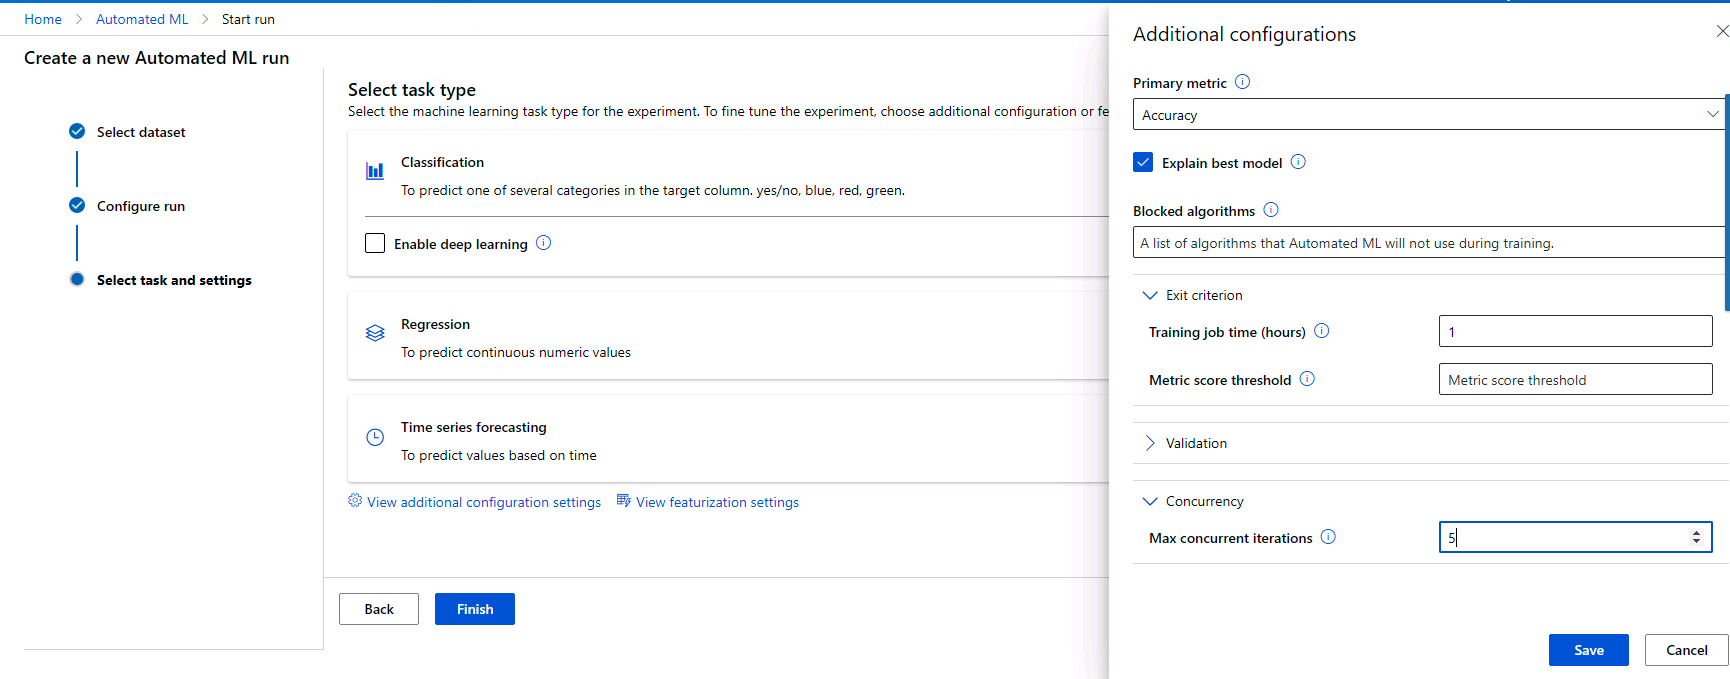 Home > Automated ML > Start run
Create a new Automated ML run
Select dataset
Configure run
Select task and settings
Select task type
Select the machine learning task type for the experiment. To fine tune the experiment, choose additional configuration or fe
Classification
To predict one of several categories in the target column. yes/no, blue, red, green.
Enable deep learning
Regression
To predict continuous numeric values
Time series forecasting
To predict values based on time
View additional configuration settings View featurization settings
Back Finish
Additional configurations
Primary metric
Accuracy
Explain best model
Blocked algorithms
A list of algorithms that Automated ML will not use during training.
Exit criterion
Training job time (hours) 1
Metric score threshold Metric score threshold
Validation
Concurrency
Max concurrent iterations 5
Save Cancel